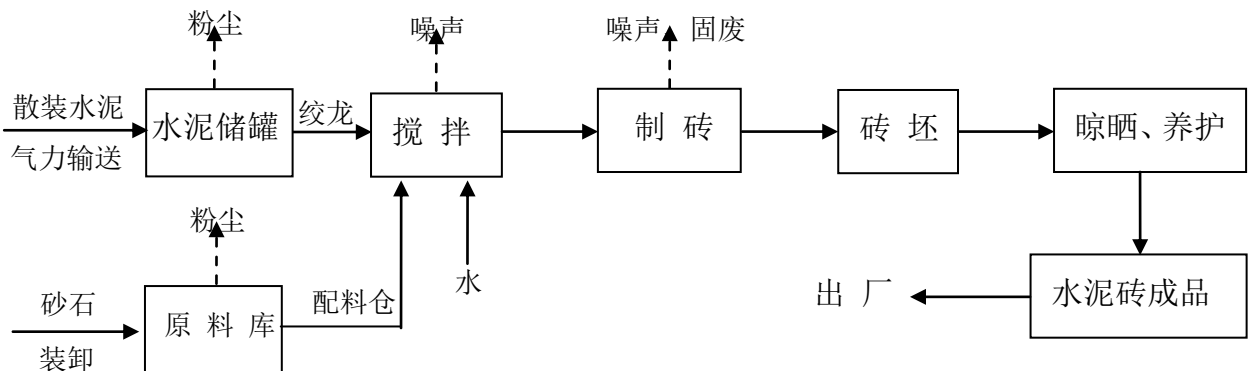 粉尘
噪声
噪声 固废
散装水泥
气力输送
水泥储罐
绞龙
搅 拌
制 砖
砖 坯
晾晒、养护
粉尘
水
砂石
装卸
原 料 库
配料仓
出 厂
水泥砖成品